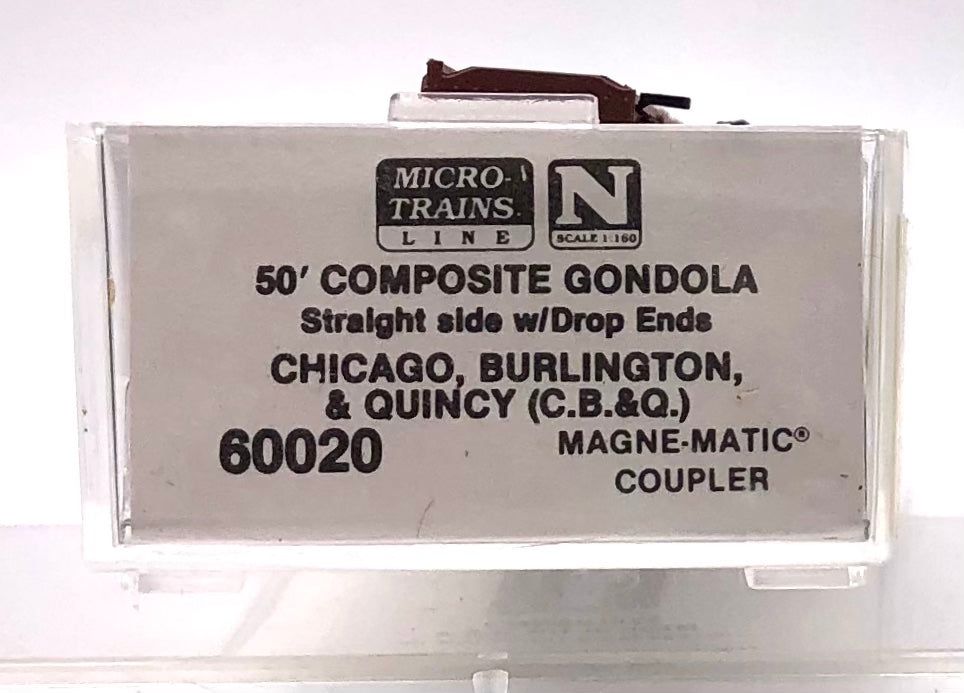 MICRO-
TRAINS
LINE
N
SCALE 1:160
50' COMPOSITE GONDOLA
Straight side w/Drop Ends
CHICAGO, BURLINGTON,
& QUINCY (C.B.&Q.)
60020
MAGNE-MATIC®
COUPLER